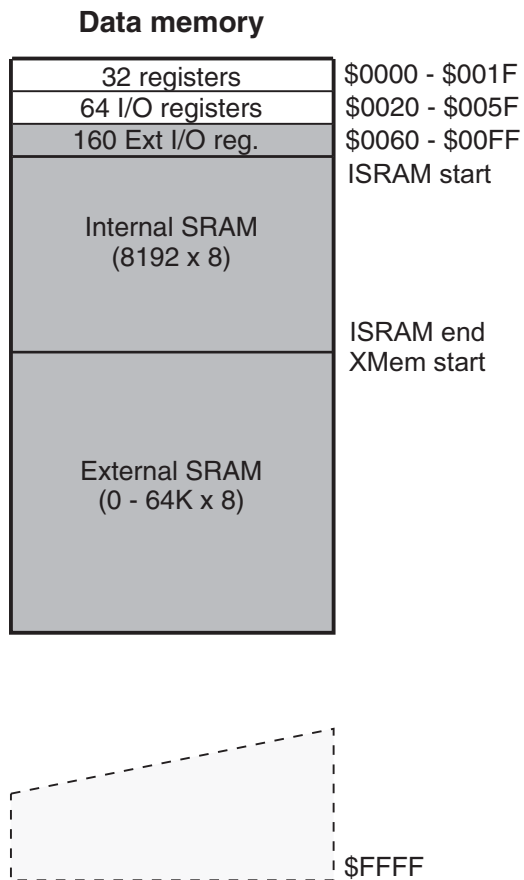 Data memory
32 registers $0000 - $001F
64 I/O registers $0020 - $005F
160 Ext I/O reg. $0060 - $00FF
ISRAM start
Internal SRAM
(8192 x 8)
ISRAM end
XMem start
External SRAM
(0 - 64K x 8)
$FFFF